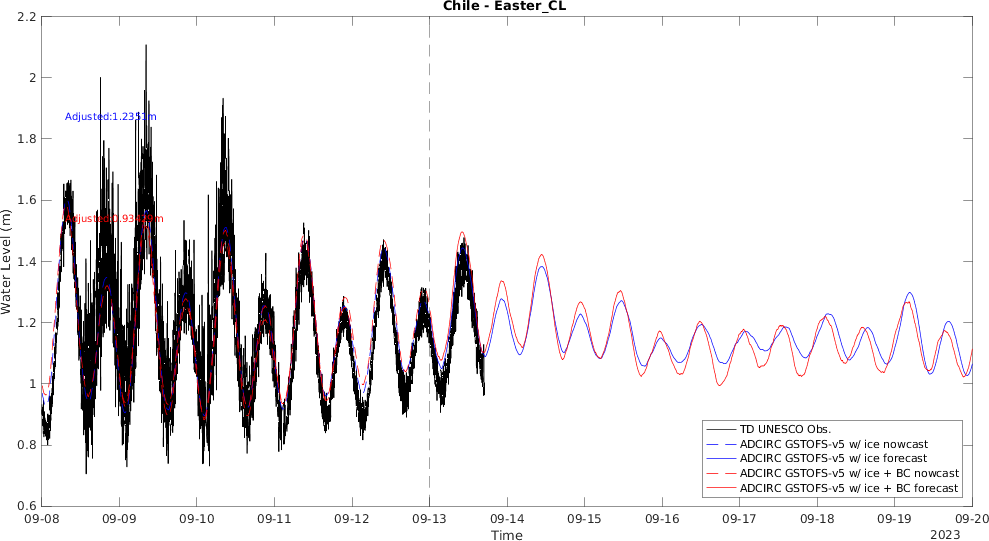 Chile - Easter_CL
2.2
2
1.8
1.6
1.4
1.2
1
0.8
0.6
Water Level (m)
Adjusted:1.2351m
TD UNESCO Obs.
ADCIRC GSTOFS-v5 w/ ice nowcast
ADCIRC GSTOFS-v5 w/ ice forecast
ADCIRC GSTOFS-v5 w/ ice + BC nowcast
ADCIRC GSTOFS-v5 w/ ice + BC forecast
09-08 09-09 09-10 09-11 09-12 09-13 09-14 09-15 09-16 09-17 09-18 09-19 09-20
Time
2023